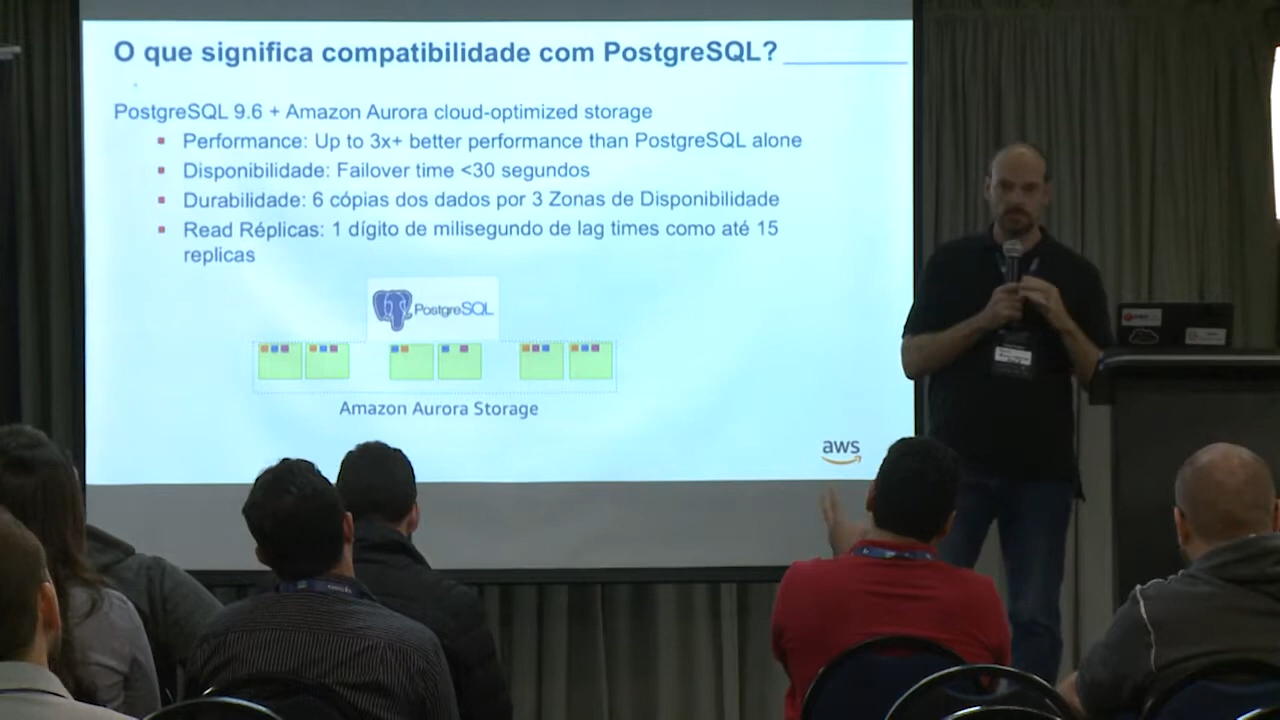 O que significa compatibilidade com PostgreSQL?
PostgreSQL 9.6 + Amazon Aurora cloud-optimized storage
Performance: Up to 3x+ better performance than PostgreSQL alone
Disponibilidade: Failover time <30 segundos
Durabilidade: 6 cópias dos dados por 3 Zonas de Disponibilidade
Read Réplicas: 1 dígito de milisegundo de lag times como até 15
replicas
PostgreSQL
Amazon Aurora Storage
aws